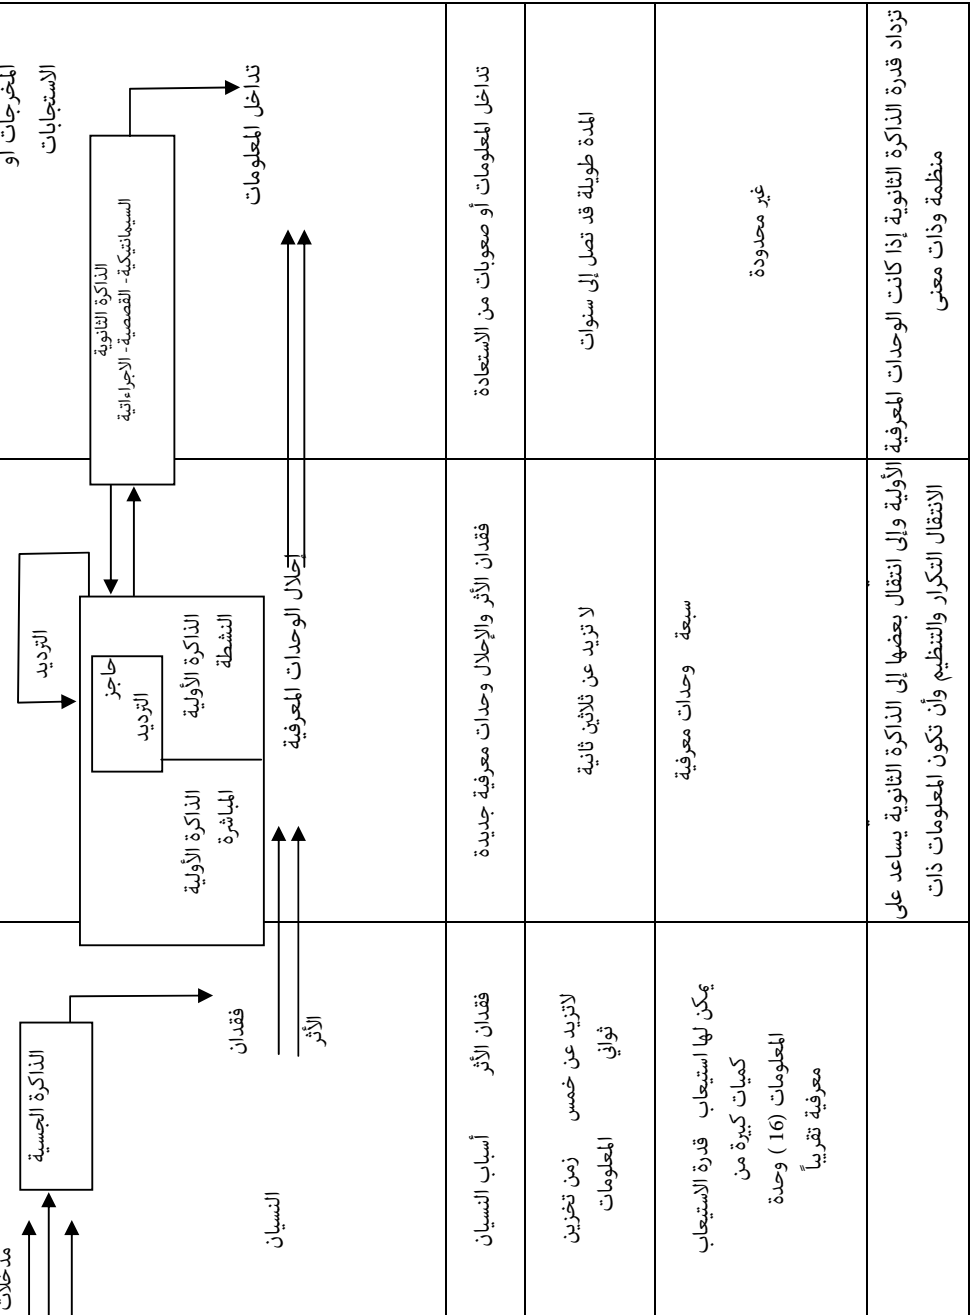 مدخلات
الذاكرة الحسية
فقدان
الأثر
النسيان
الترديد
حاجز
الترديد
الذاكرة الأولية
النشطة
الذاكرة الأولية
المباشرة
إحلال الوحدات المعرفية
الذاكرة الثانوية
السيمانتيكية- القصصية- الاجراءاتية
تداخل المعلومات
المخرجات أو
الاستجابات
أسباب النسيان
فقدان الأثر
فقدان الأثر والإحلال وحدات معرفية جديدة
تداخل المعلومات أو صعوبات من الاستعادة
زمن تخزين
المعلومات
لاتزيد عن خمس
ثواني
لا تزيد عن ثلاثين ثانية
المدة طويلة قد تصل إلى سنوات
قدرة الاستيعاب
يمكن لها استيعاب
كميات كبيرة من
المعلومات (16) وحدة
معرفية تقريباً
سبعة وحدات معرفية
غير محدودة
الأولية وإلى انتقال بعضها إلى الذاكرة الثانوية يساعد على
الانتقال التكرار والتنظيم وأن تكون المعلومات ذات
تزداد قدرة الذاكرة الثانوية إذا كانت الوحدات المعرفية
منظمة وذات معنى